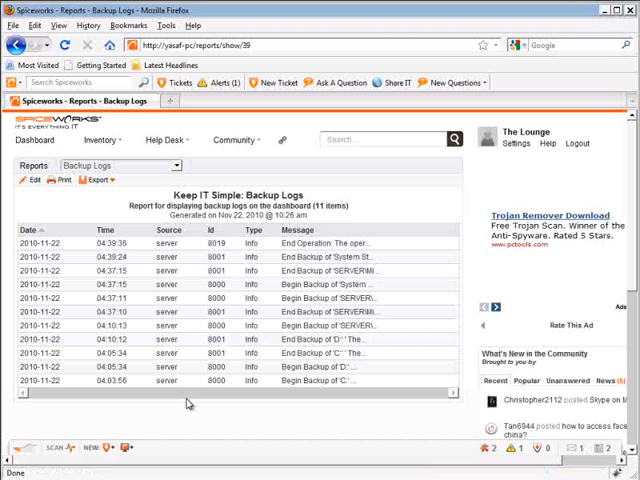 Spiceworks - Reports - Backup Logs - Mozilla Firefox
File Edit View History Bookmarks Tools Help
http://yasaf-pc/reports/show/39
Google
Most Visited Getting Started Latest Headlines
Search Spiceworks Tickets Alerts (1) New Ticket Ask A Question Share IT New Questions
Spiceworks - Reports - Backup Logs
SPICEWORKS
IT'S EVERYTHING IT
Dashboard Inventory Help Desk Community Search...
The Lounge
Settings Help Logout
Reports Backup Logs
Edit Print Export
Keep IT Simple: Backup Logs
Report for displaying backup logs on the dashboard (11 items)
Generated on Nov 22, 2010 @ 10:26 am
Date Time Source Id Type Message
2010-11-22 04:39:36 server 8019 Info End Operation: The oper...
2010-11-22 04:39:24 server 8001 Info End Backup of 'System St...
2010-11-22 04:37:15 server 8001 Info End Backup of 'SERVER\Mi...
2010-11-22 04:37:15 server 8000 Info Begin Backup of 'System ...
2010-11-22 04:37:11 server 8000 Info Begin Backup of 'SERVER\...
2010-11-22 04:37:10 server 8001 Info End Backup of 'SERVER\...
2010-11-22 04:10:13 server 8000 Info Begin Backup of 'SERVER\...
2010-11-22 04:10:12 server 8001 Info End Backup of 'D:' ' The...
2010-11-22 04:05:34 server 8001 Info End Backup of 'C:' ' The...
2010-11-22 04:05:34 server 8000 Info Begin Backup of 'D:' ...
2010-11-22 04:03:56 server 8000 Info Begin Backup of 'C:' ...
Trojan Remover Download
Free Trojan Scan. Winner of the
Anti-Spyware. Rated 5 Stars.
www.pctools.com
Ads
Rate This Ad
What's New in the Community
Brought to you by
Recent Popular Unanswered News (6)
Christopher2112 posted Skype on M
Tan6944 posted how to access face
china?
SCAN NEW: 2 1 0 1 2
Done